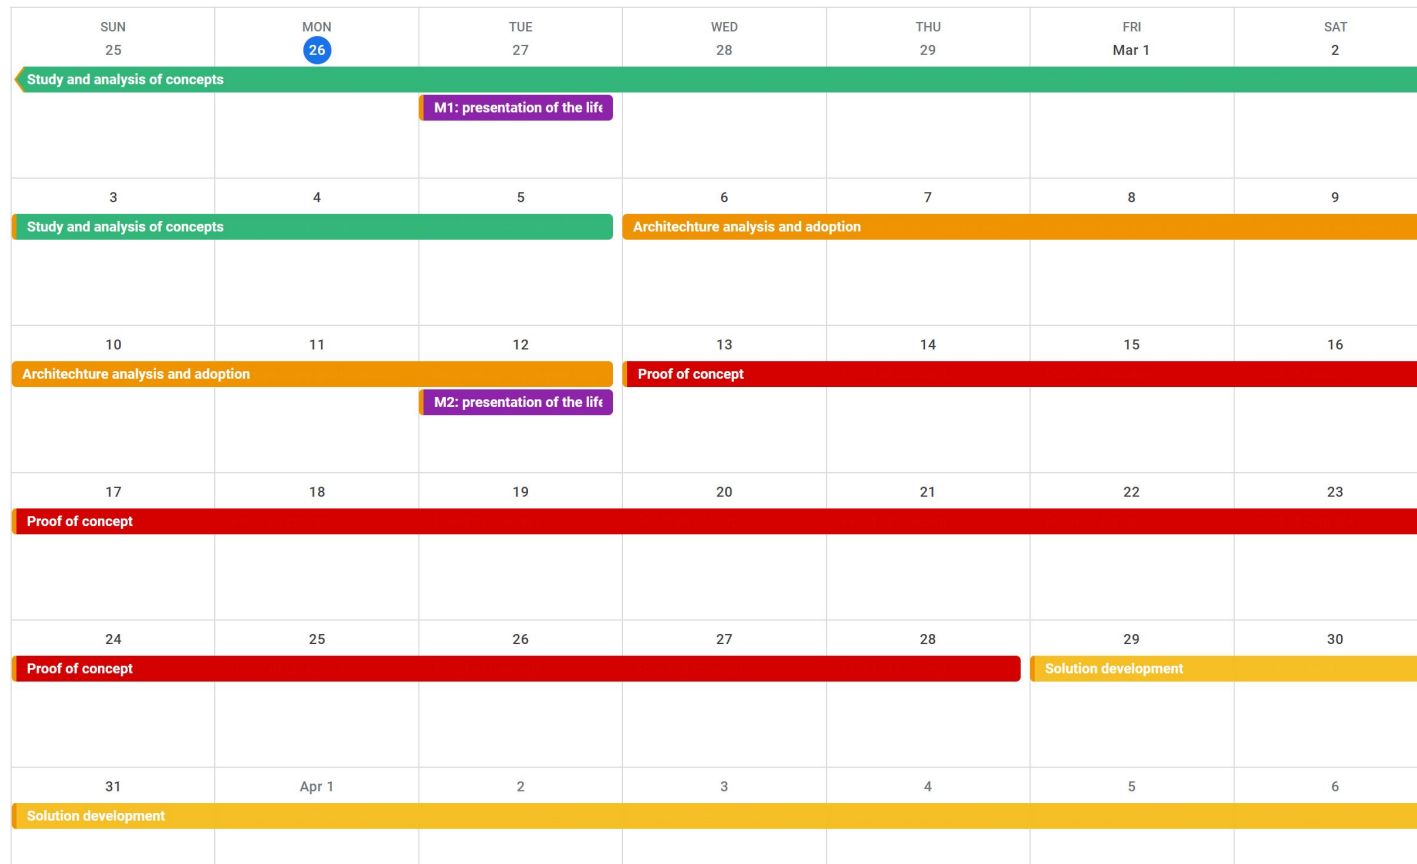 SUN MON TUE WED THU FRI SAT
25 26 27 28 29 Mar 1 2
Study and analysis of concepts
M1: presentation of the life
3 4 5 6 7 8 9
Study and analysis of concepts Architechture analysis and adoption
10 11 12 13 14 15 16
Architechture analysis and adoption Proof of concept
M2: presentation of the life
17 18 19 20 21 22 23
Proof of concept
24 25 26 27 28 29 30
Proof of concept Solution development
31 Apr 1 2 3 4 5 6
Solution development